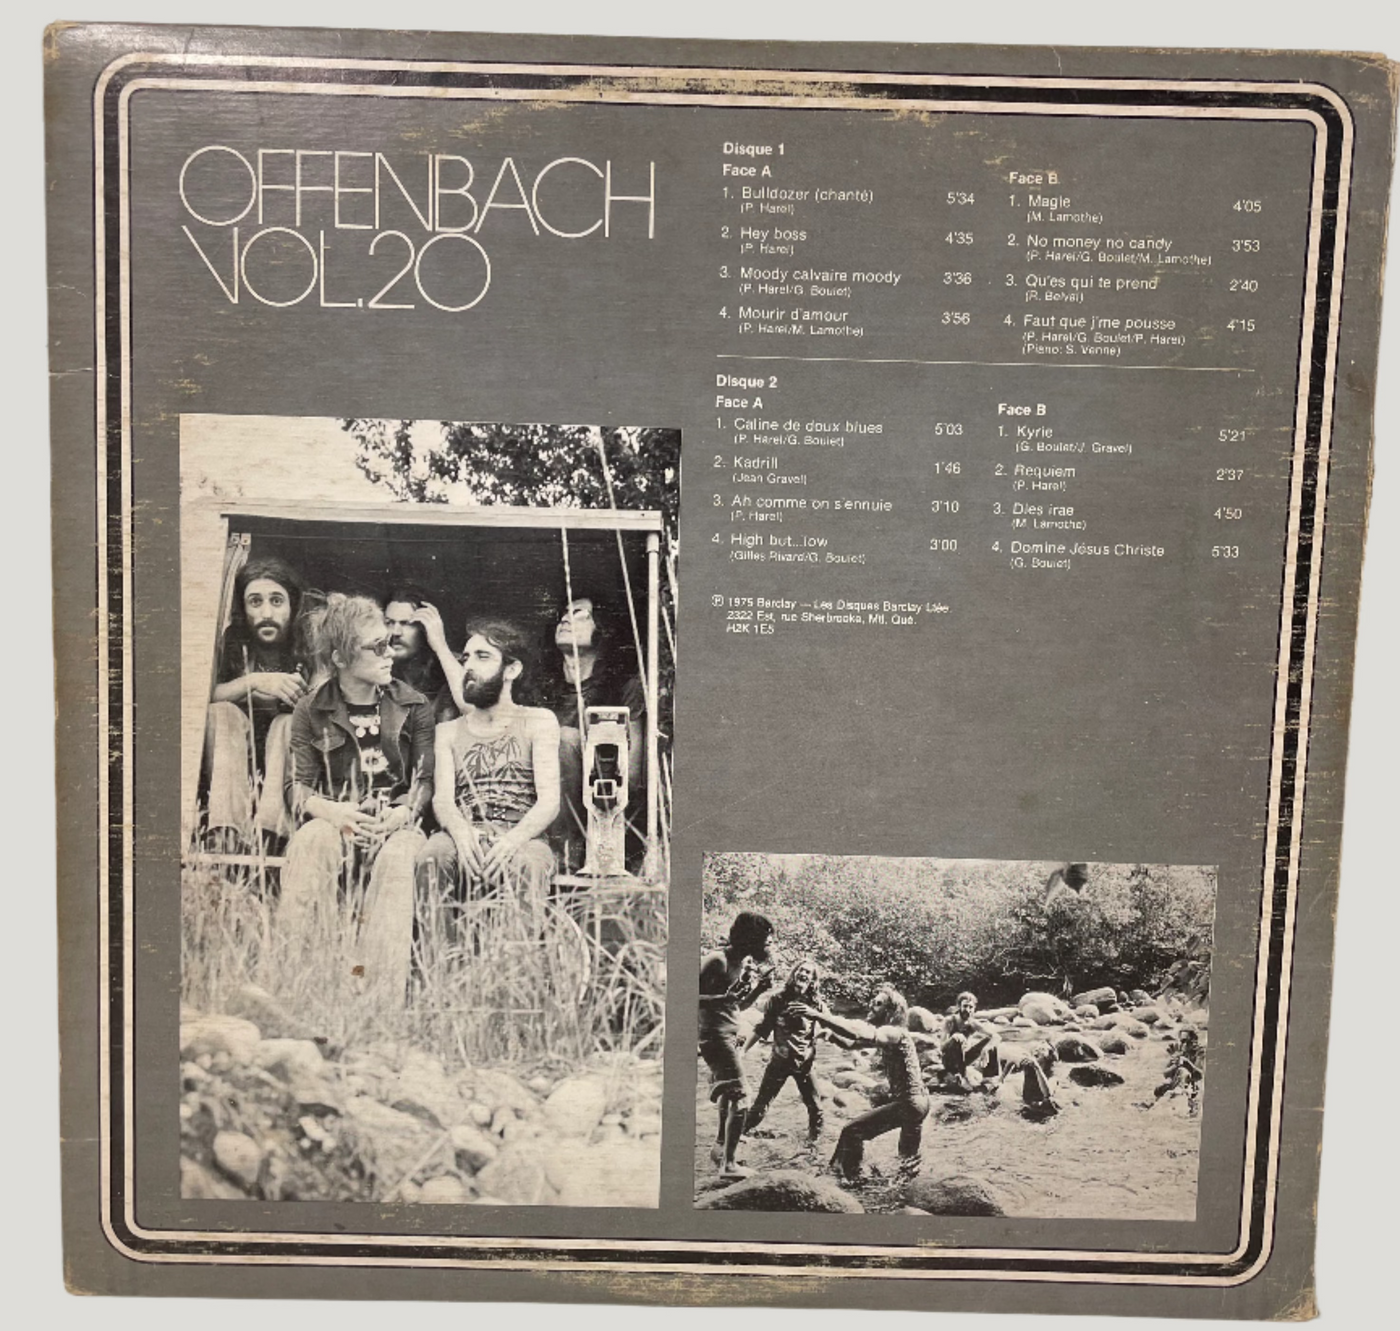 OFFENBACH
VOL.20
Disque 1
Face A
1. Bulldozer (chanté) 5'34
(P. Harel)
2. Hey boss 4'35
(P. Harel)
3. Moody calvaire moody 3'36
(P. Harel/G. Boulet)
4. Mourir d'amour 3'56
(P. Harel/M. Lamothe)
Face B
1. Magie 4'05
(M. Lamothe)
2. No money no candy 3'53
(P. Harel/G. Boulet/M. Lamothe)
3. Qu'es qui te prend 2'40
(R. Belval)
4. Faut que j'me pousse 4'15
(P. Harel/G. Boulet/P. Harel)
(Piano: S. Venne)
Disque 2
Face A
1. Caline de doux blues 5'03
(P. Harel/G. Boulet)
2. Kadrill 1'46
(Jean Gravel)
3. Ah comme on s'ennuie 3'10
(P. Harel)
4. High but...low 3'00
(Gilles Rivard/G. Boulet)
Face B
1. Kyrie 5'21
(G. Boulet/J. Gravel)
2. Requiem 2'37
(P. Harel)
3. Dies irae 4'50
(M. Lamothe)
4. Domine Jésus Christe 5'33
(G. Boulet)
℗ 1975 Barclay — Les Disques Barclay Ltée.
2322 Est, rue Sherbrooke, Mtl. Qué.
H2K 1E5